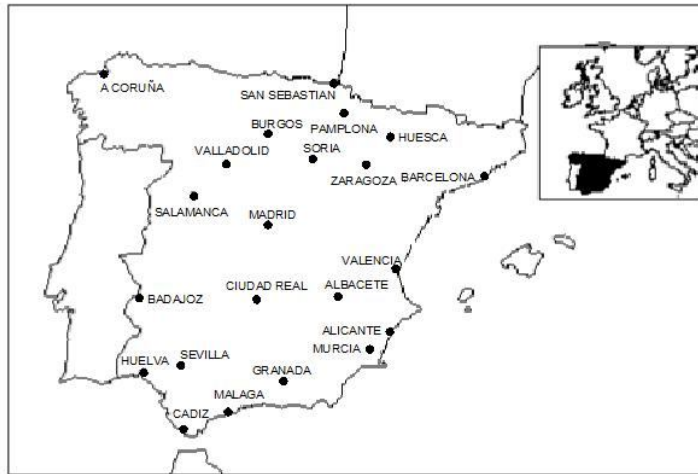 A CORUÑA
SAN SEBASTIAN
PAMPLONA
BURGOS
HUESCA
SORIA
VALLADOLID
ZARAGOZA
BARCELONA
SALAMANCA
MADRID
VALENCIA
CIUDAD REAL
ALBACETE
BADAJOZ
ALICANTE
MURCIA
SEVILLA
HUELVA
GRANADA
MALAGA
CADIZ